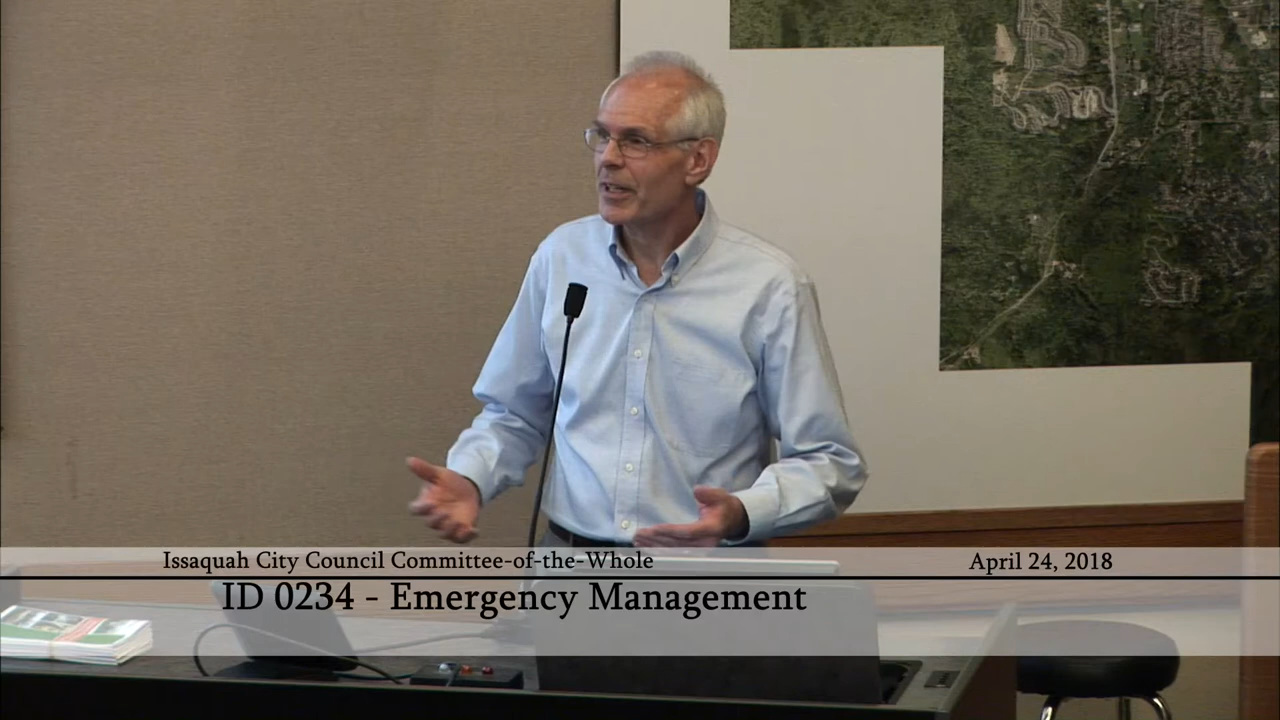 Issaquah City Council Committee-of-the-Whole
April 24, 2018
ID 0234 - Emergency Management